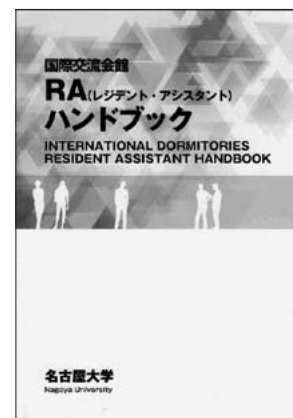 国際交流会館
RA(レジデント・アシスタント)
ハンドブック
INTERNATIONAL DORMITORIES
RESIDENT ASSISTANT HANDBOOK
名古屋大学
Nagoya University